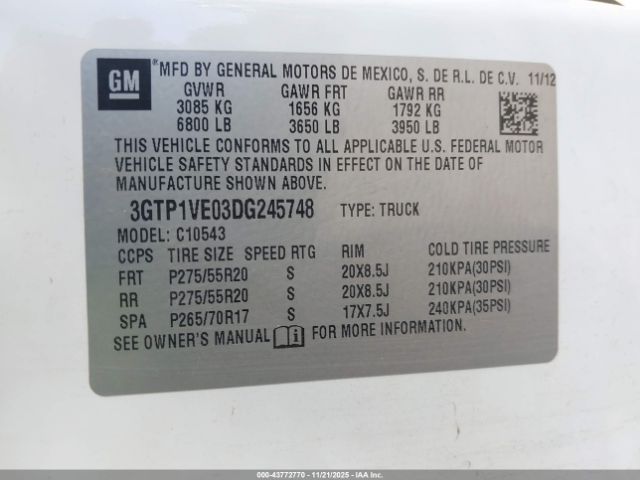 GM
®MFD BY GENERAL MOTORS DE MEXICO, S. DE R.L. DE C.V. 11/12
GVWR GAWR FRT GAWR RR
3085 KG 1656 KG 1792 KG
6800 LB 3650 LB 3950 LB
THIS VEHICLE CONFORMS TO ALL APPLICABLE U.S. FEDERAL MOTOR
VEHICLE SAFETY STANDARDS IN EFFECT ON THE DATE OF
MANUFACTURE SHOWN ABOVE.
3GTP1VE03DG245748 TYPE: TRUCK
MODEL: C10543
CCPS TIRE SIZE SPEED RTG RIM COLD TIRE PRESSURE
FRT P275/55R20 S 20X8.5J 210KPA(30PSI)
RR P275/55R20 S 20X8.5J 210KPA(30PSI)
SPA P265/70R17 S 17X7.5J 240KPA(35PSI)
SEE OWNER'S MANUAL i FOR MORE INFORMATION.
000-43772770 - 11/21/2025 - IAAI.com